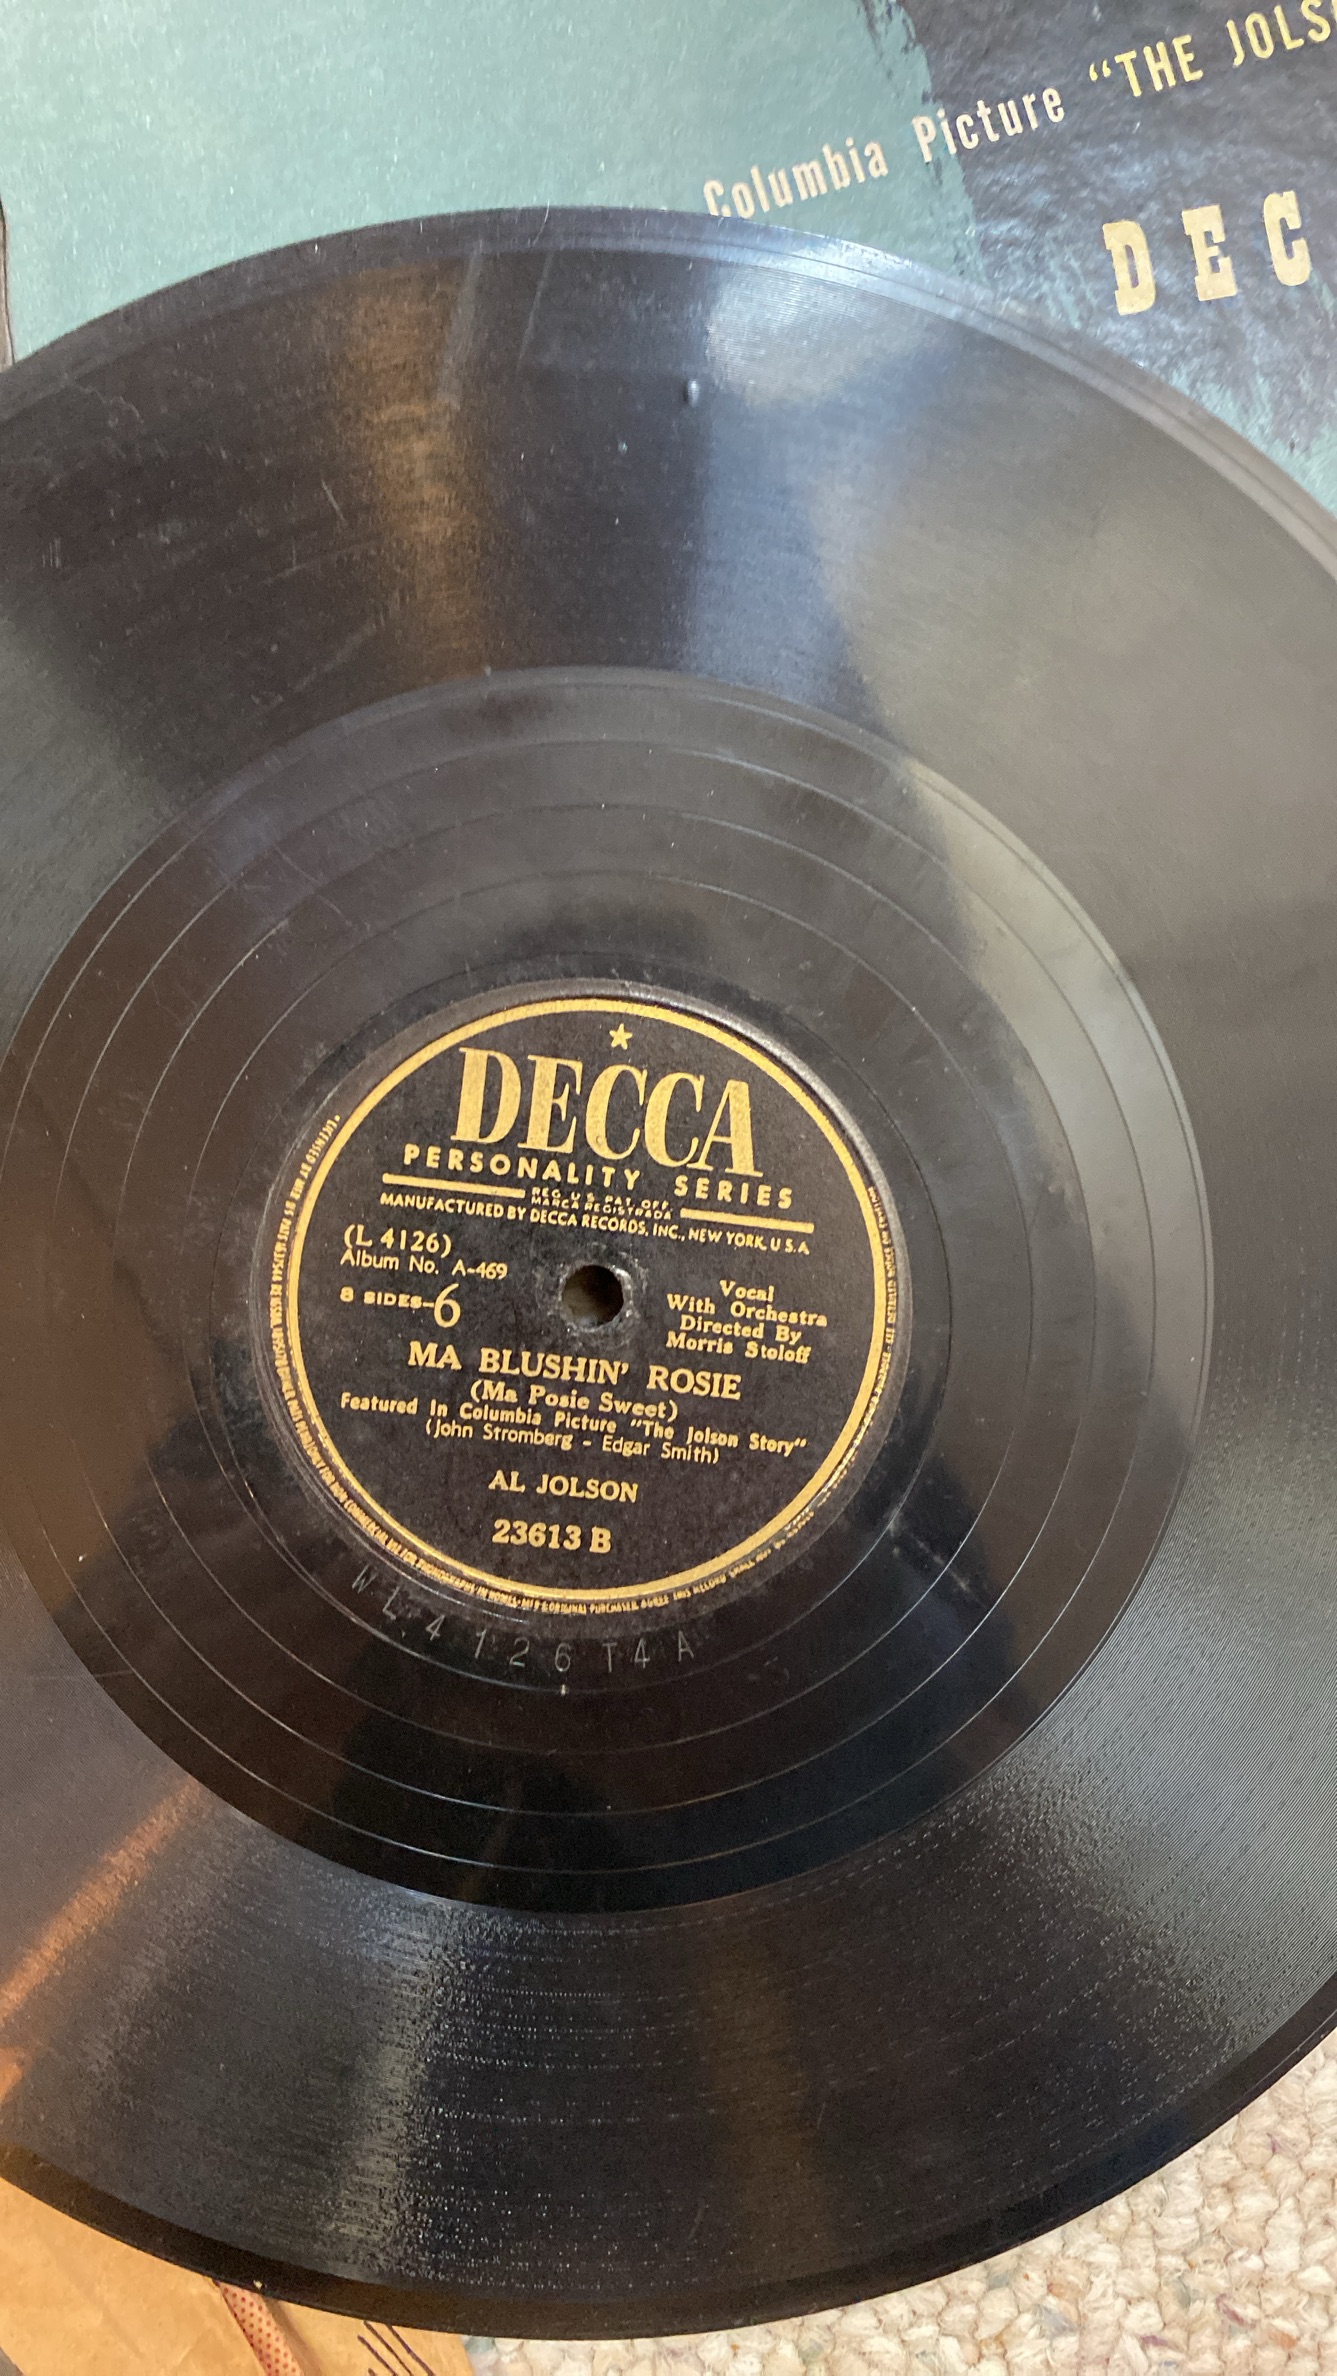 Columbia Picture "THE JOLS
DEC
DECCA
PERSONALITY SERIES
REG. U.S. PAT. OFF.
MARCA REGISTRADA
MANUFACTURED BY DECCA RECORDS, INC., NEW YORK, U.S.A
(L 4126)
Album No. A-469
8 SIDES-6
Vocal
With Orchestra
Directed By
Morris Stoloff
MA BLUSHIN' ROSIE
(Ma Posie Sweet)
Featured In Columbia Picture "The Jolson Story"
(John Stromberg - Edgar Smith)
AL JOLSON
23613 B
W L 4126 T4A